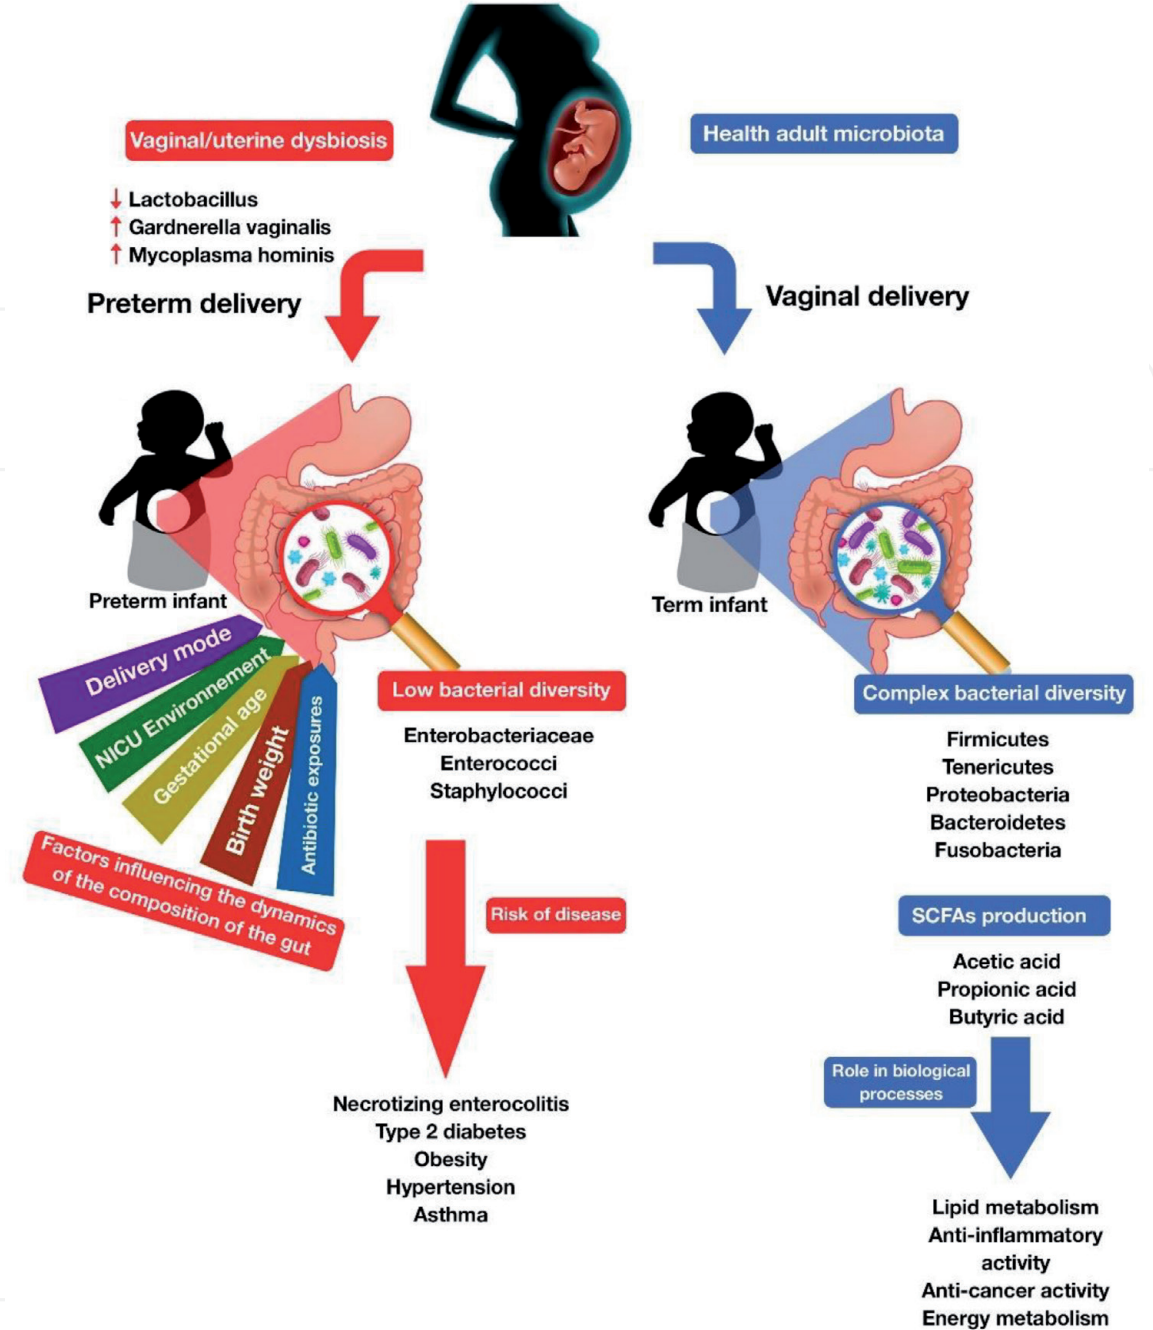 Vaginal/uterine dysbiosis
↓ Lactobacillus
↑ Gardnerella vaginalis
↑ Mycoplasma hominis
Preterm delivery
Health adult microbiota
Vaginal delivery
Preterm infant
Delivery mode
NICU Environnement
Gestational age
Birth weight
Antibiotic exposures
Factors influencing the dynamics
of the composition of the gut
Low bacterial diversity
Enterobacteriaceae
Enterococci
Staphylococci
Risk of disease
Necrotizing enterocolitis
Type 2 diabetes
Obesity
Hypertension
Asthma
Term infant
Complex bacterial diversity
Firmicutes
Tenericutes
Proteobacteria
Bacteroidetes
Fusobacteria
SCFAs production
Acetic acid
Propionic acid
Butyric acid
Role in biological
processes
Lipid metabolism
Anti-inflammatory
activity
Anti-cancer activity
Energy metabolism